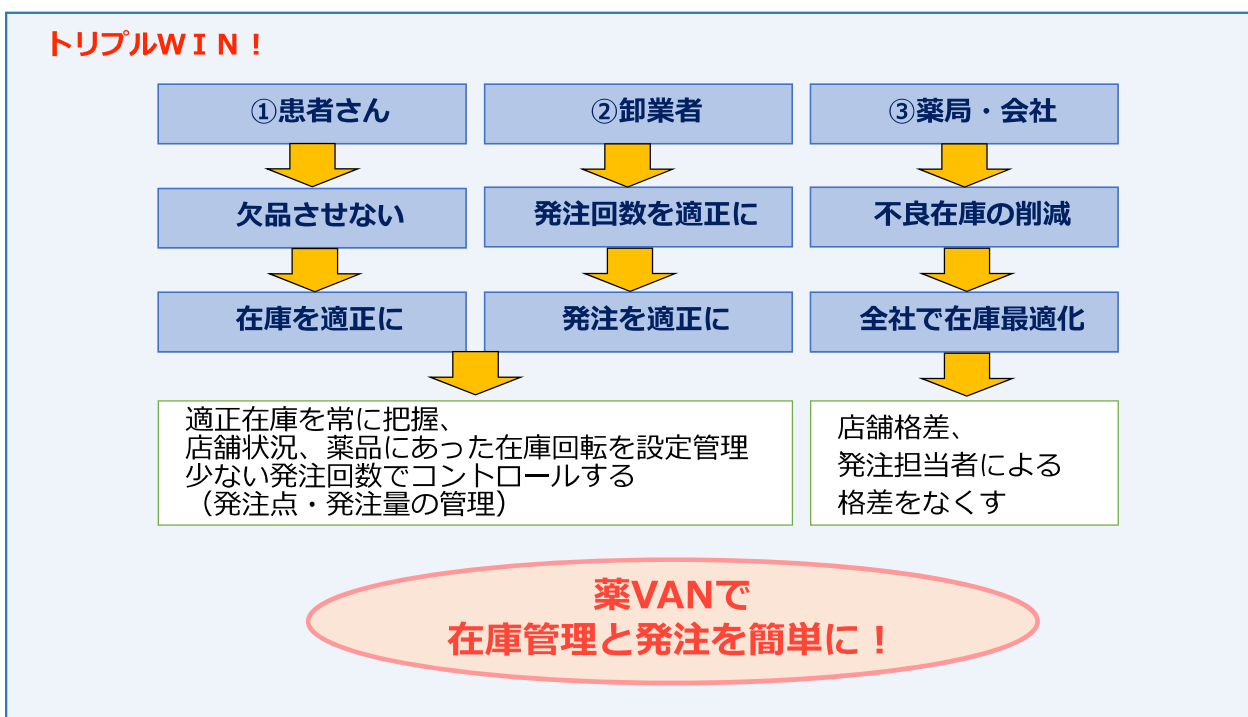 トリプルＷＩＮ！
①患者さん
②卸業者
③薬局・会社
欠品させない
発注回数を適正に
不良在庫の削減
在庫を適正に
発注を適正に
全社で在庫最適化
適正在庫を常に把握、
店舗状況、薬品にあった在庫回転を設定管理
少ない発注回数でコントロールする
（発注点・発注量の管理）
店舗格差、
発注担当者による
格差をなくす
薬VANで
在庫管理と発注を簡単に！